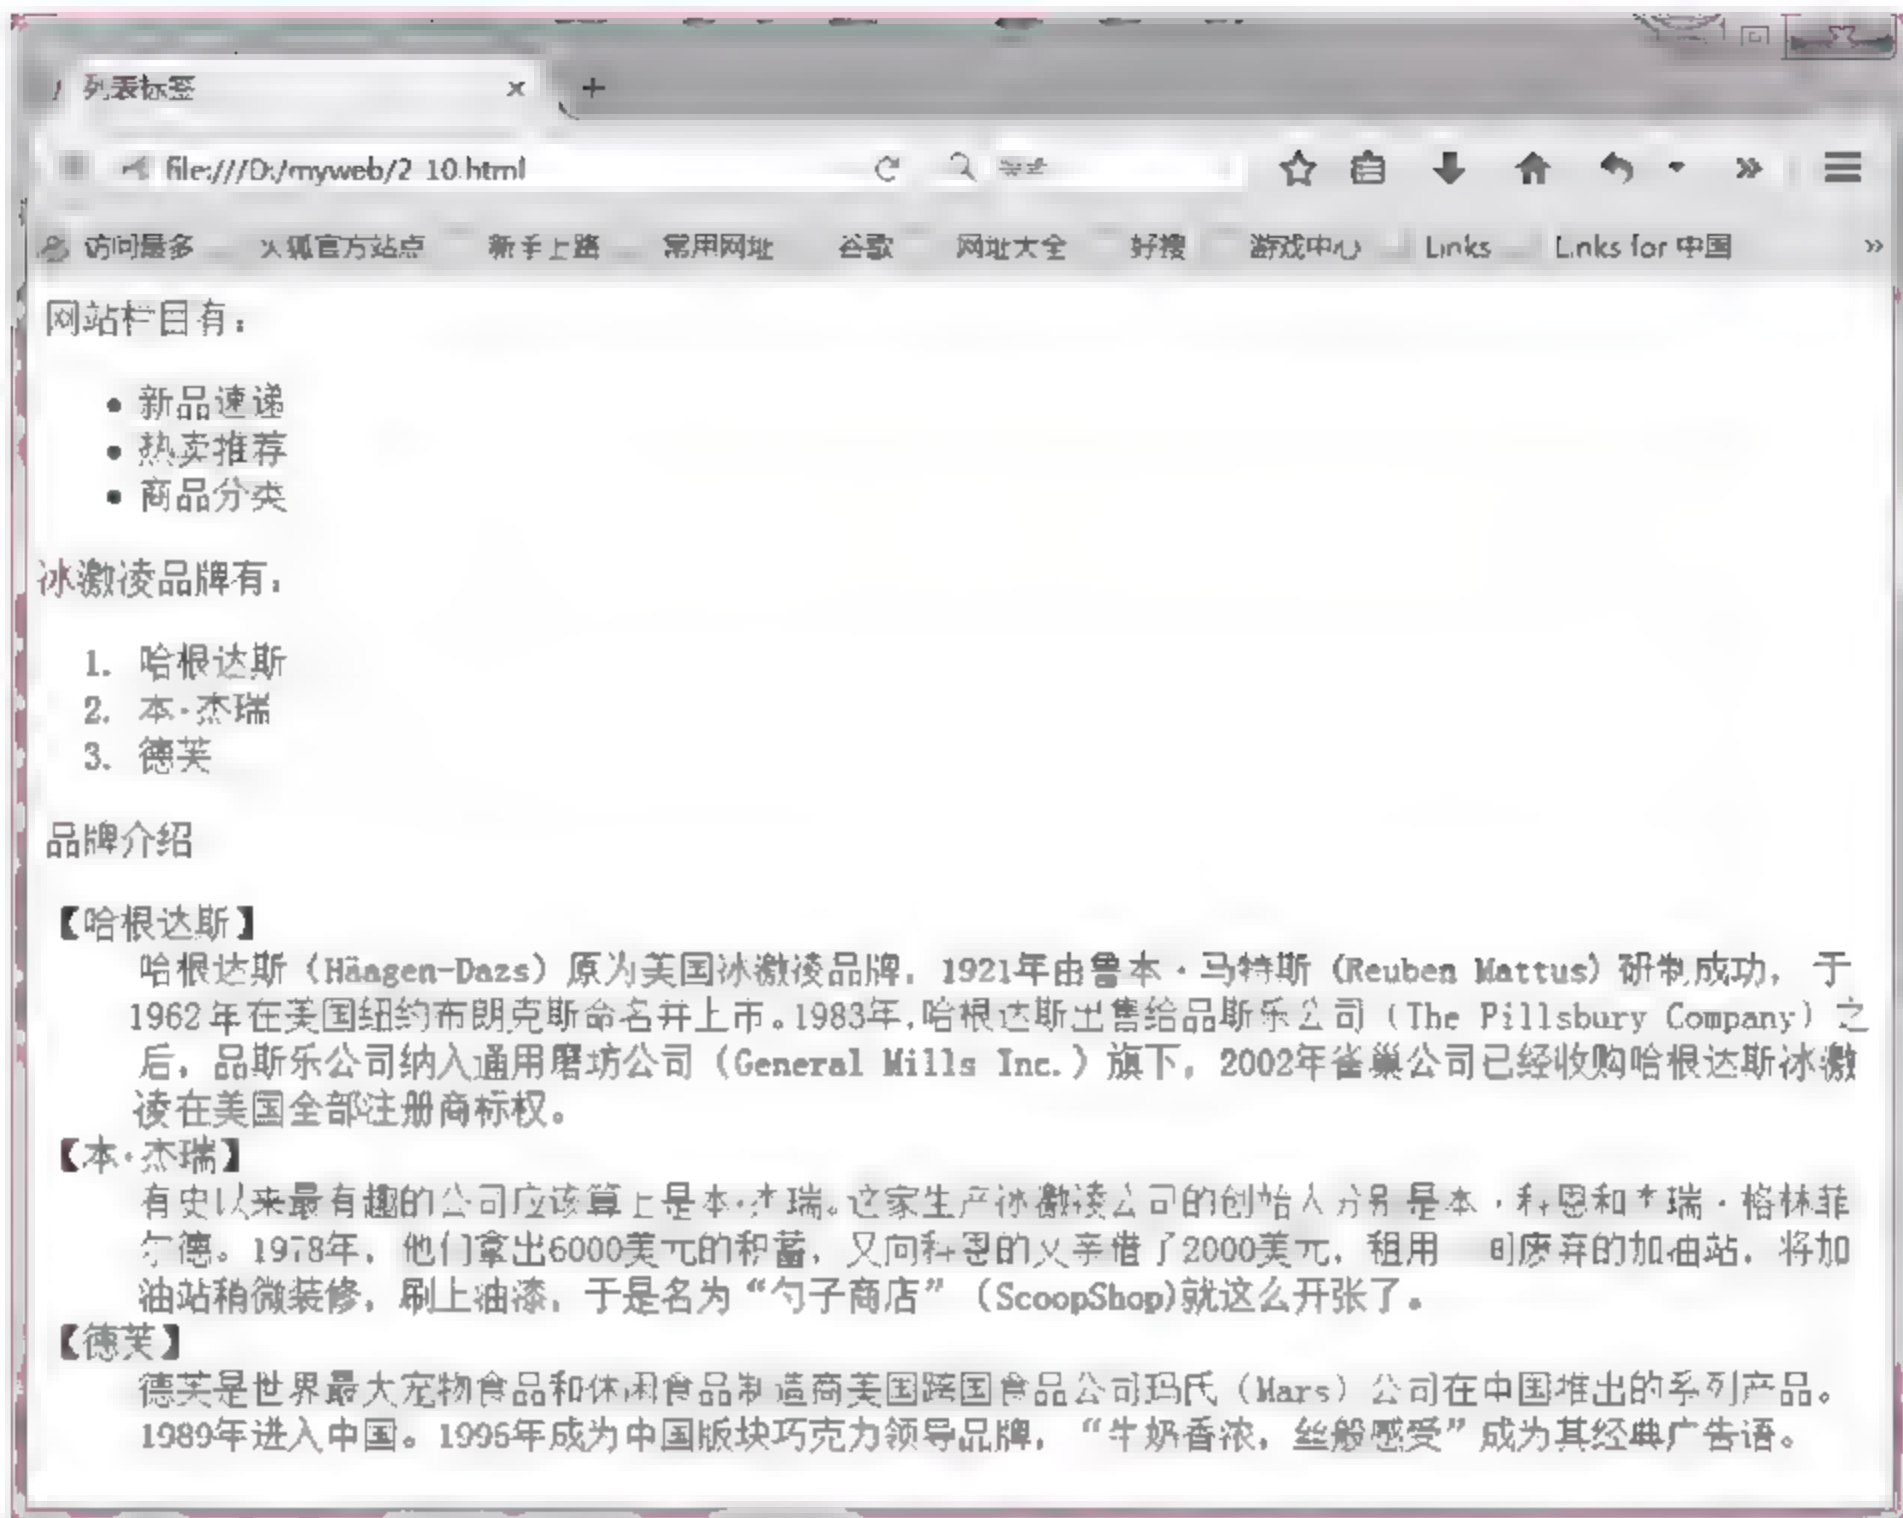 列表标签 × +
file:///D:/myweb/2-10.html
访问最多 火狐官方站点 新手上路 常用网址 谷歌 网址大全 好搜 游戏中心 Links Links for 中国 »
网站栏目有：
• 新品速递
• 热卖推荐
• 商品分类
冰激凌品牌有：
1. 哈根达斯
2. 本·杰瑞
3. 德芙
品牌介绍
【哈根达斯】
哈根达斯（Häagen-Dazs）原为美国冰激凌品牌，1921年由鲁本·马特斯（Reuben Mattus）研制成功，于
1962年在美国纽约布朗克斯命名并上市。1983年,哈根达斯出售给品斯乐公司（The Pillsbury Company）之
后，品斯乐公司纳入通用磨坊公司（General Mills Inc.）旗下，2002年雀巢公司已经收购哈根达斯冰激
凌在美国全部注册商标权。
【本·杰瑞】
有史以来最有趣的公司应该算上是本·杰瑞。这家生产冰激凌公司的创始人分别是本·科恩和杰瑞·格林菲
尔德。1978年，他们拿出6000美元的积蓄，又向科恩的父亲借了2000美元，租用 间废弃的加油站，将加
油站稍微装修，刷上油漆，于是名为“勺子商店”（ScoopShop)就这么开张了。
【德芙】
德芙是世界最大宠物食品和休闲食品制造商美国跨国食品公司玛氏（Mars）公司在中国推出的系列产品。
1989年进入中国。1995年成为中国版块巧克力领导品牌，“牛奶香浓，丝般感受”成为其经典广告语。